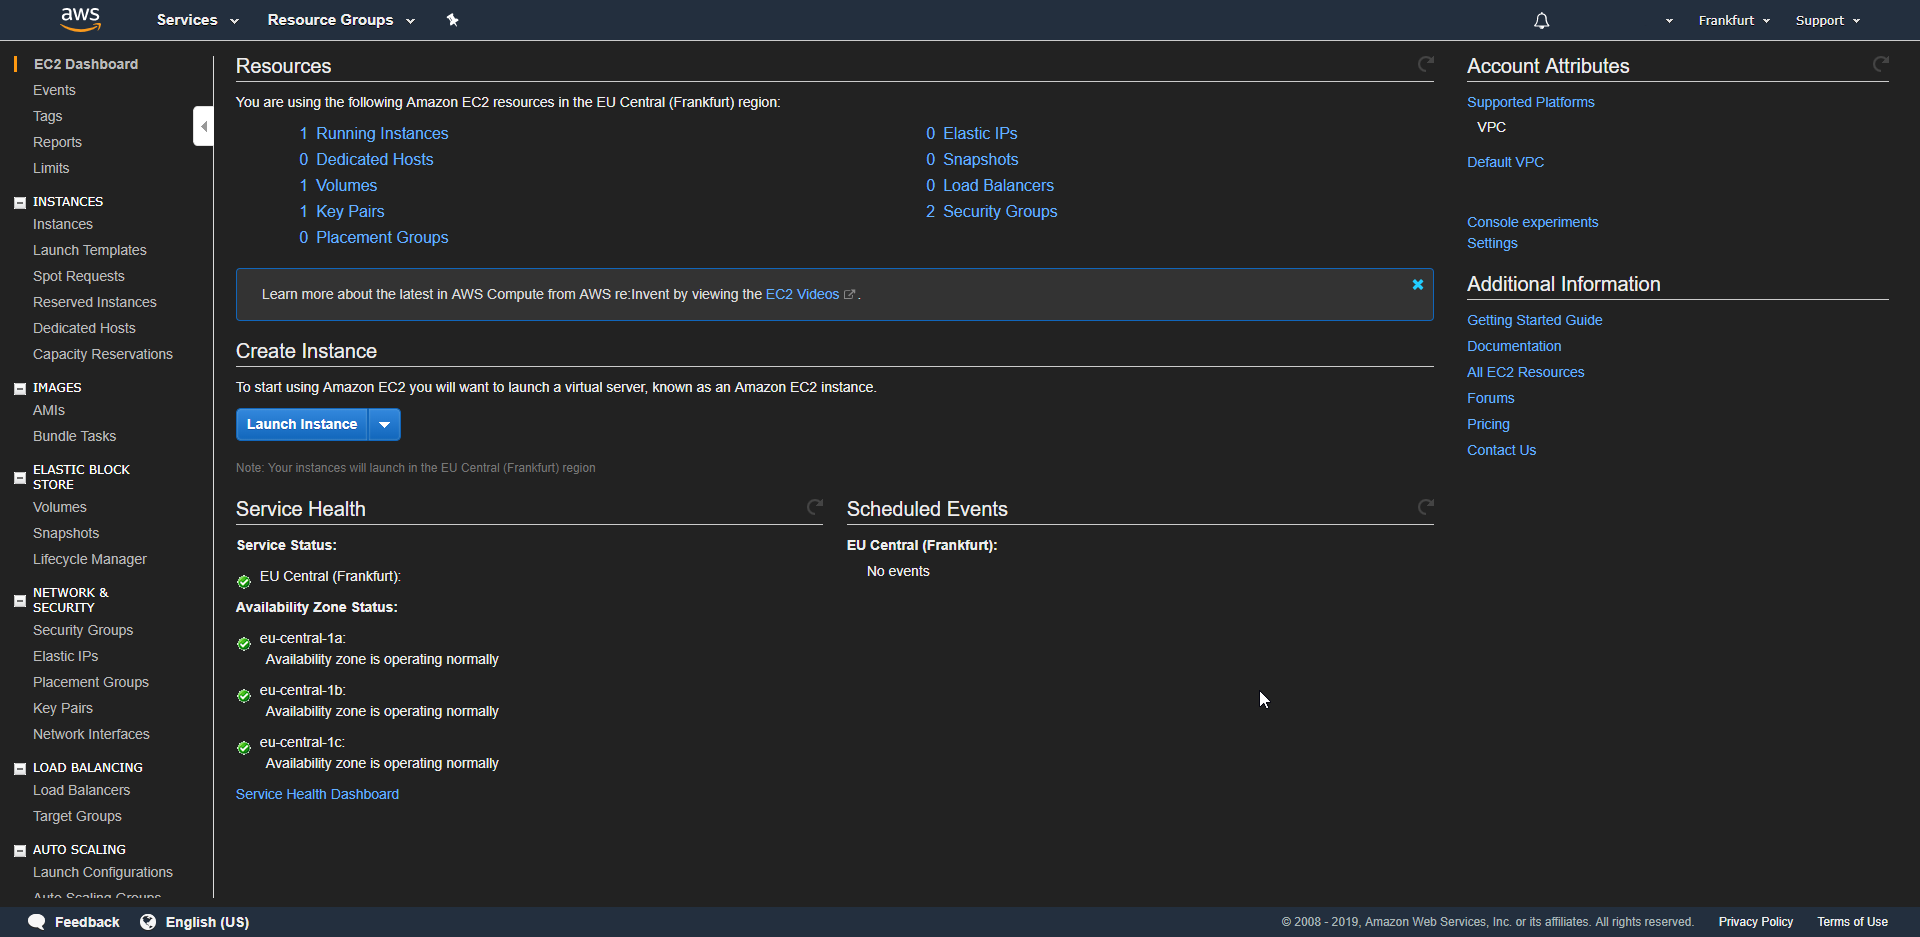 aws
Services
Resource Groups
Frankfurt
Support
EC2 Dashboard
Events
Tags
Reports
Limits
INSTANCES
Instances
Launch Templates
Spot Requests
Reserved Instances
Dedicated Hosts
Capacity Reservations
IMAGES
AMIs
Bundle Tasks
ELASTIC BLOCK
STORE
Volumes
Snapshots
Lifecycle Manager
NETWORK &
SECURITY
Security Groups
Elastic IPs
Placement Groups
Key Pairs
Network Interfaces
LOAD BALANCING
Load Balancers
Target Groups
AUTO SCALING
Launch Configurations
Auto Scaling Groups
Resources
You are using the following Amazon EC2 resources in the EU Central (Frankfurt) region:
1 Running Instances
0 Dedicated Hosts
1 Volumes
1 Key Pairs
0 Placement Groups
0 Elastic IPs
0 Snapshots
0 Load Balancers
2 Security Groups
Learn more about the latest in AWS Compute from AWS re:Invent by viewing the EC2 Videos .
Create Instance
To start using Amazon EC2 you will want to launch a virtual server, known as an Amazon EC2 instance.
Launch Instance
Note: Your instances will launch in the EU Central (Frankfurt) region
Service Health
Service Status:
EU Central (Frankfurt):
Availability Zone Status:
eu-central-1a:
Availability zone is operating normally
eu-central-1b:
Availability zone is operating normally
eu-central-1c:
Availability zone is operating normally
Service Health Dashboard
Scheduled Events
EU Central (Frankfurt):
No events
Account Attributes
Supported Platforms
VPC
Default VPC
Console experiments
Settings
Additional Information
Getting Started Guide
Documentation
All EC2 Resources
Forums
Pricing
Contact Us
Feedback
English (US)
© 2008 - 2019, Amazon Web Services, Inc. or its affiliates. All rights reserved.
Privacy Policy
Terms of Use